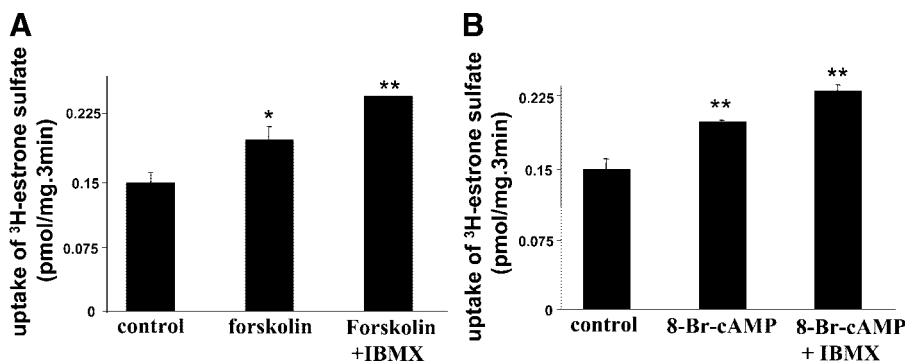 A
uptake of ³H-estrone sulfate
(pmol/mg.3min)
0.225
0.15
0.075
0
*
**
control
forskolin
Forskolin
+IBMX
B
uptake of ³H-estrone sulfate
(pmol/mg.3min)
0.225
0.15
0.075
0
**
**
control
8-Br-cAMP
8-Br-cAMP
+ IBMX